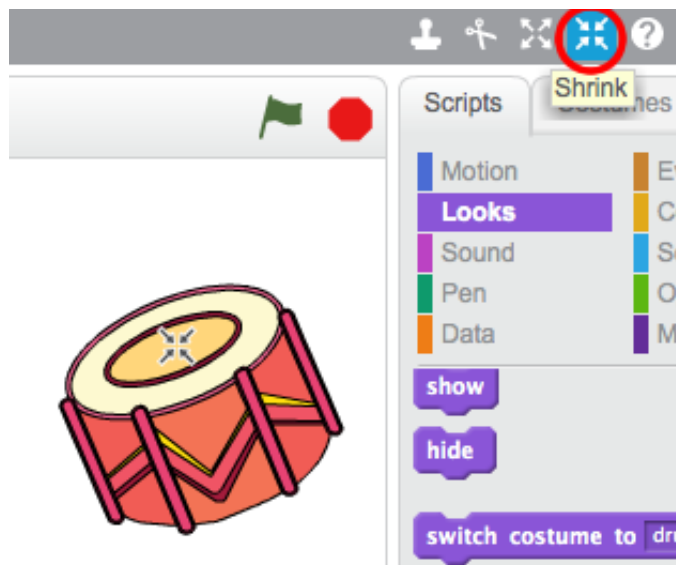 ?
Shrink
Scripts
Motion
Looks
Sound
Pen
Data
show
hide
switch costume to